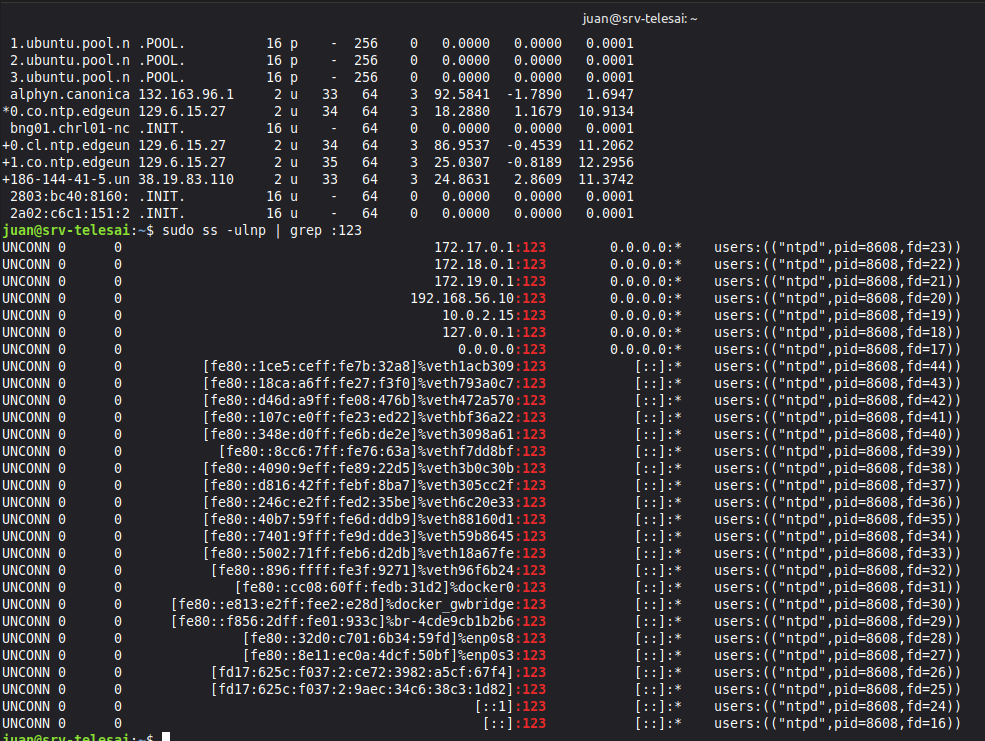 juan@srv-telesai: ~
1.ubuntu.pool.n .POOL. 16 p - 256 0 0.0000 0.0000 0.0001
2.ubuntu.pool.n .POOL. 16 p - 256 0 0.0000 0.0000 0.0001
3.ubuntu.pool.n .POOL. 16 p - 256 0 0.0000 0.0000 0.0001
alphyn.canonica 132.163.96.1 2 u 33 64 3 92.5841 -1.7890 1.6947
*0.co.ntp.edgeun 129.6.15.27 2 u 34 64 3 18.2880 1.1679 10.9134
bng01.chrl01-nc .INIT. 16 u - 64 0 0.0000 0.0000 0.0001
+0.cl.ntp.edgeun 129.6.15.27 2 u 34 64 3 86.9537 -0.4539 11.2062
+1.co.ntp.edgeun 129.6.15.27 2 u 35 64 3 25.0307 -0.8189 12.2956
+186-144-41-5.un 38.19.83.110 2 u 33 64 3 24.8631 2.8609 11.3742
2803:bc40:8160: .INIT. 16 u - 64 0 0.0000 0.0000 0.0001
2a02:c6c1:151:2 .INIT. 16 u - 64 0 0.0000 0.0000 0.0001
juan@srv-telesai:~$ sudo ss -ulnp | grep :123
UNCONN 0 0 172.17.0.1:123 0.0.0.0:* users:(("ntpd",pid=8608,fd=23))
UNCONN 0 0 172.18.0.1:123 0.0.0.0:* users:(("ntpd",pid=8608,fd=22))
UNCONN 0 0 172.19.0.1:123 0.0.0.0:* users:(("ntpd",pid=8608,fd=21))
UNCONN 0 0 192.168.56.10:123 0.0.0.0:* users:(("ntpd",pid=8608,fd=20))
UNCONN 0 0 10.0.2.15:123 0.0.0.0:* users:(("ntpd",pid=8608,fd=19))
UNCONN 0 0 127.0.0.1:123 0.0.0.0:* users:(("ntpd",pid=8608,fd=18))
UNCONN 0 0 0.0.0.0:123 0.0.0.0:* users:(("ntpd",pid=8608,fd=17))
UNCONN 0 0 [fe80::1ce5:ceff:fe7b:32a8]%veth1acb309:123 [::]:* users:(("ntpd",pid=8608,fd=44))
UNCONN 0 0 [fe80::18ca:a6ff:fe27:f3f0]%veth793a0c7:123 [::]:* users:(("ntpd",pid=8608,fd=43))
UNCONN 0 0 [fe80::d46d:a9ff:fe08:476b]%veth472a570:123 [::]:* users:(("ntpd",pid=8608,fd=42))
UNCONN 0 0 [fe80::107c:e0ff:fe23:ed22]%vethbf36a22:123 [::]:* users:(("ntpd",pid=8608,fd=41))
UNCONN 0 0 [fe80::348e:d0ff:fe6b:de2e]%veth3098a61:123 [::]:* users:(("ntpd",pid=8608,fd=40))
UNCONN 0 0 [fe80::8cc6:7ff:fe76:63a]%vethf7dd8bf:123 [::]:* users:(("ntpd",pid=8608,fd=39))
UNCONN 0 0 [fe80::4090:9eff:fe89:22d5]%veth3b0c30b:123 [::]:* users:(("ntpd",pid=8608,fd=38))
UNCONN 0 0 [fe80::d816:42ff:febf:8ba7]%veth305cc2f:123 [::]:* users:(("ntpd",pid=8608,fd=37))
UNCONN 0 0 [fe80::246c:e2ff:fed2:35be]%veth6c20e33:123 [::]:* users:(("ntpd",pid=8608,fd=36))
UNCONN 0 0 [fe80::40b7:59ff:fe6d:ddb9]%veth88160d1:123 [::]:* users:(("ntpd",pid=8608,fd=35))
UNCONN 0 0 [fe80::7401:9fff:fe9d:dde3]%veth59b8645:123 [::]:* users:(("ntpd",pid=8608,fd=34))
UNCONN 0 0 [fe80::5002:71ff:feb6:d2db]%veth18a67fe:123 [::]:* users:(("ntpd",pid=8608,fd=33))
UNCONN 0 0 [fe80::896:ffff:fe3f:9271]%veth96f6b24:123 [::]:* users:(("ntpd",pid=8608,fd=32))
UNCONN 0 0 [fe80::cc08:60ff:fedb:31d2]%docker0:123 [::]:* users:(("ntpd",pid=8608,fd=31))
UNCONN 0 0 [fe80::e813:e2ff:fee2:e28d]%docker_gwbridge:123 [::]:* users:(("ntpd",pid=8608,fd=30))
UNCONN 0 0 [fe80::f856:2dff:fe01:933c]%br-4cde9cb1b2b6:123 [::]:* users:(("ntpd",pid=8608,fd=29))
UNCONN 0 0 [fe80::32d0:c701:6b34:59fd]%enp0s8:123 [::]:* users:(("ntpd",pid=8608,fd=28))
UNCONN 0 0 [fe80::8e11:ec0a:4dcf:50bf]%enp0s3:123 [::]:* users:(("ntpd",pid=8608,fd=27))
UNCONN 0 0 [fd17:625c:f037:2:ce72:3982:a5cf:67f4]:123 [::]:* users:(("ntpd",pid=8608,fd=26))
UNCONN 0 0 [fd17:625c:f037:2:9aec:34c6:38c3:1d82]:123 [::]:* users:(("ntpd",pid=8608,fd=25))
UNCONN 0 0 [::1]:123 [::]:* users:(("ntpd",pid=8608,fd=24))
UNCONN 0 0 [::]:123 [::]:* users:(("ntpd",pid=8608,fd=16))
juan@srv-telesai:~$